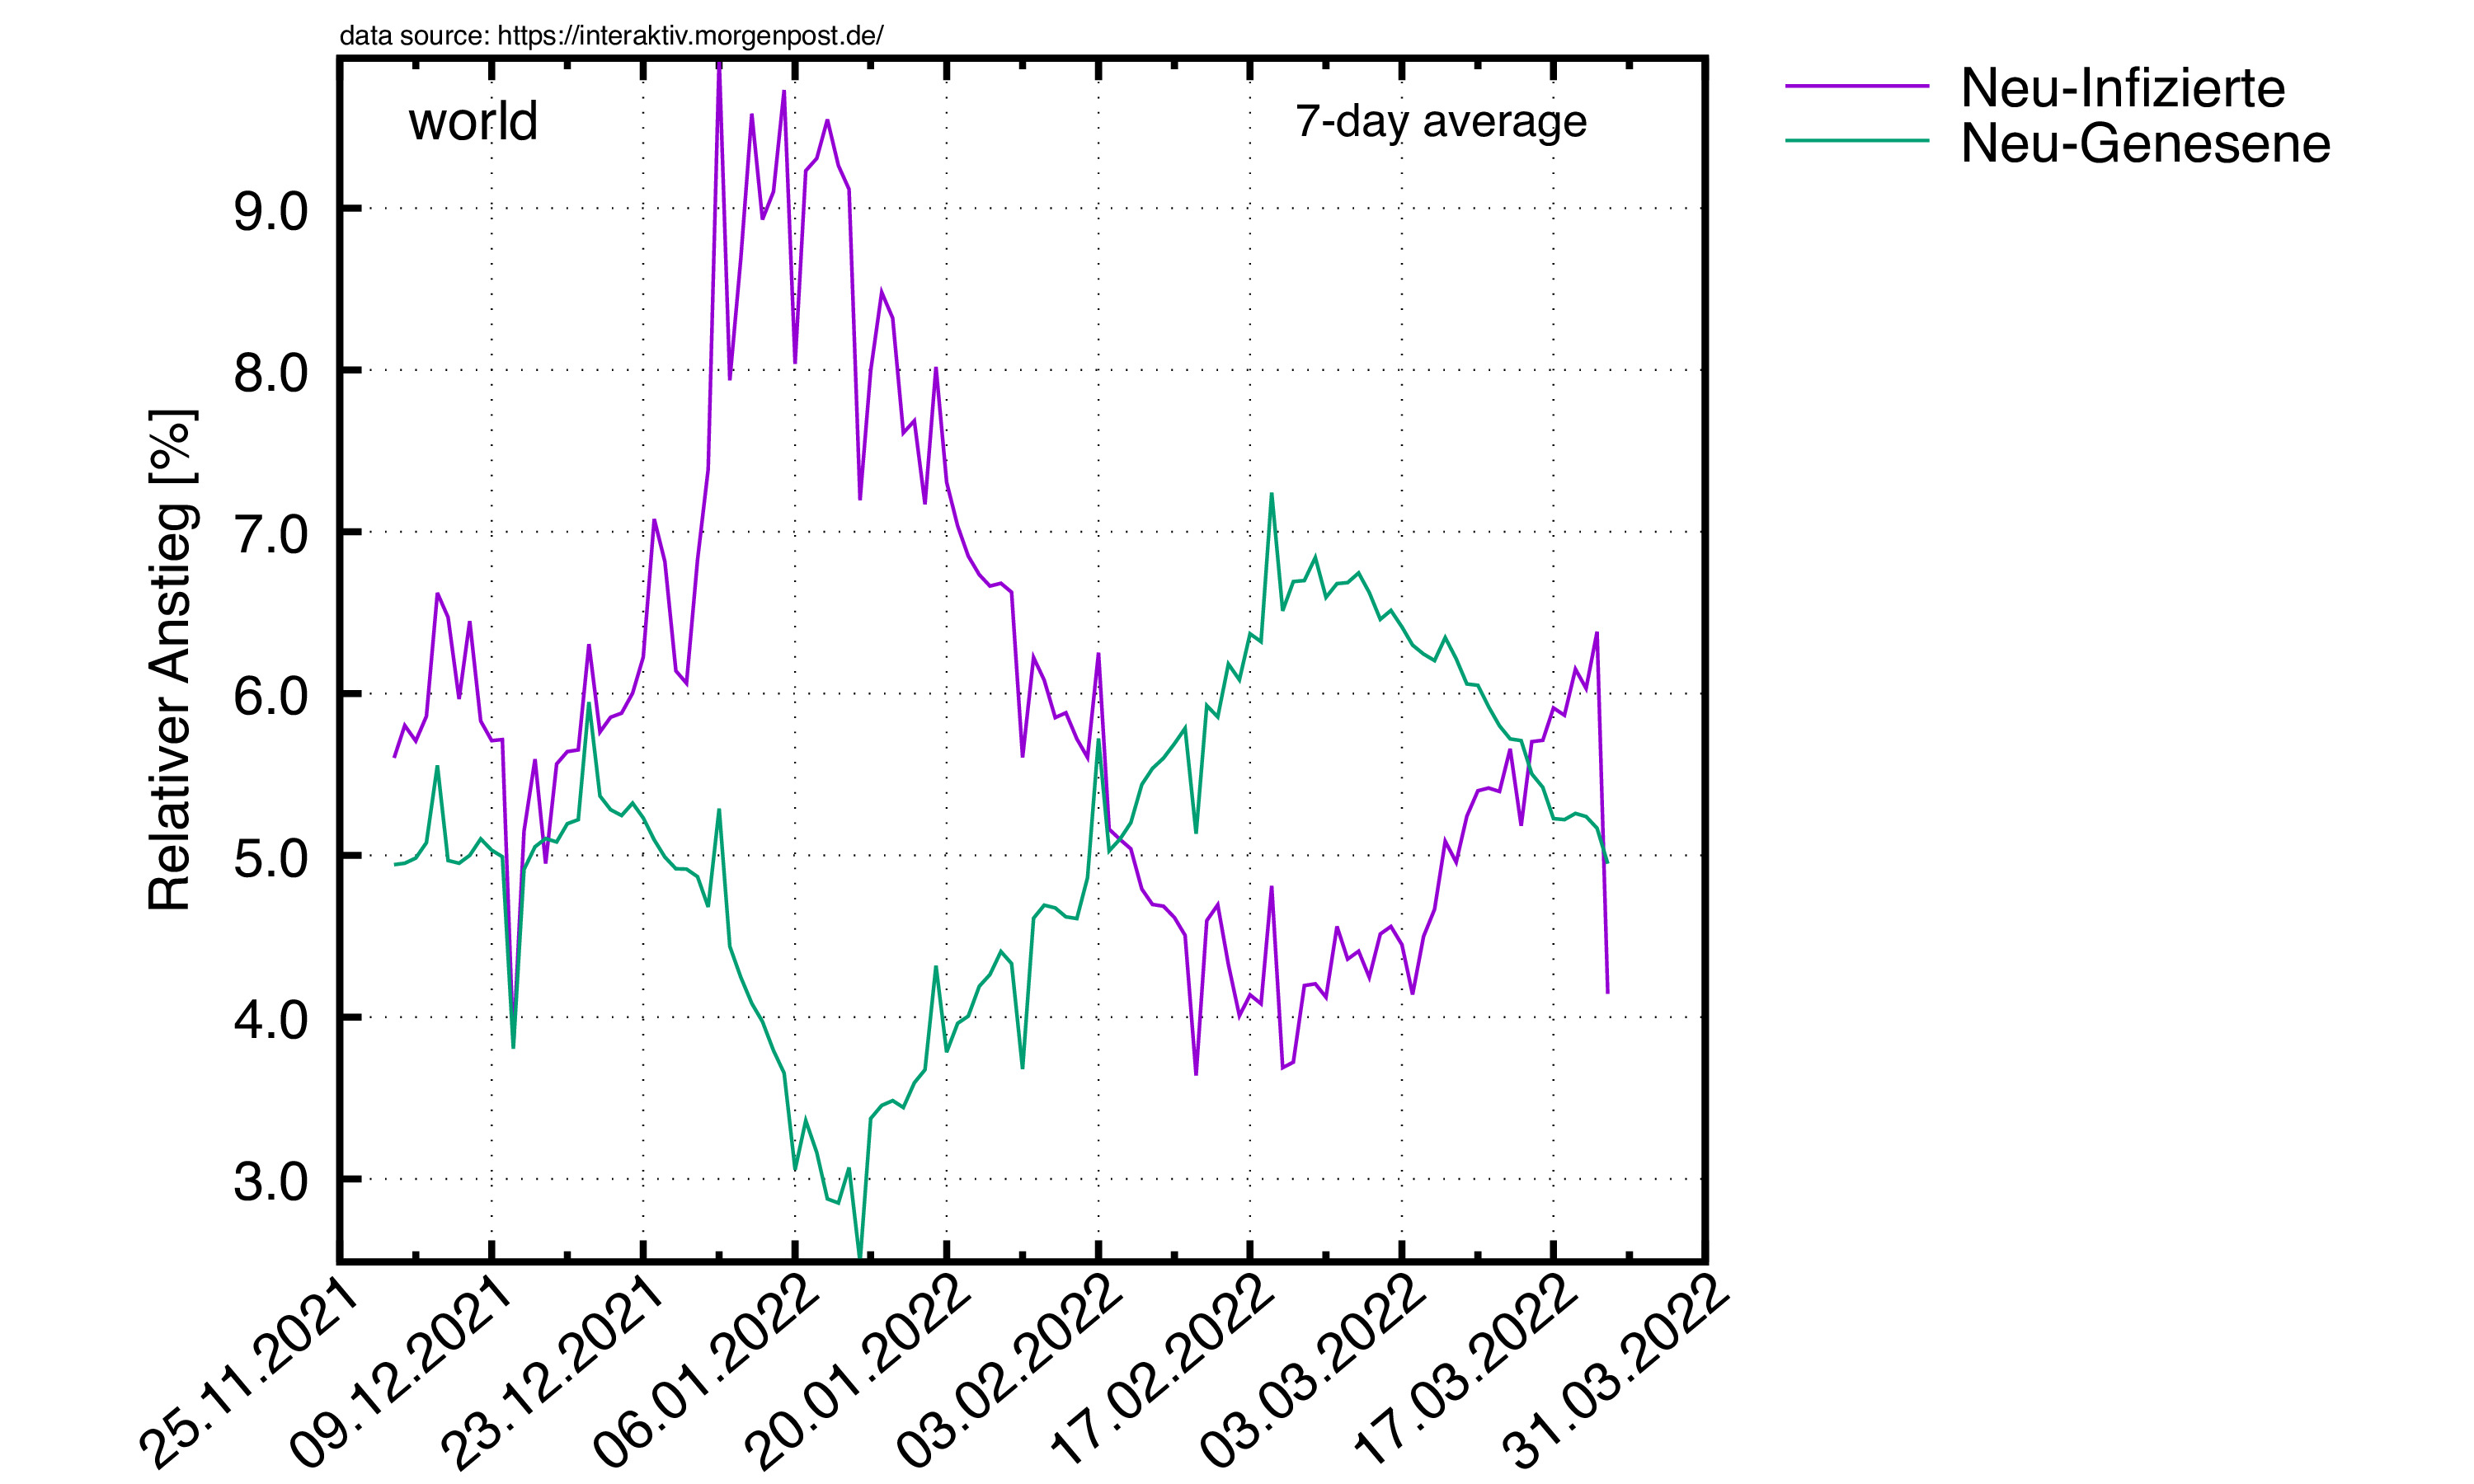 data source: https://interaktiv.morgenpost.de/
world
7-day average
Neu-Infizierte
Neu-Genesene
Relativer Anstieg [%]
9.0
8.0
7.0
6.0
5.0
4.0
3.0
25.11.2021
09.12.2021
23.12.2021
06.01.2022
20.01.2022
03.02.2022
17.02.2022
03.03.2022
17.03.2022
31.03.2022